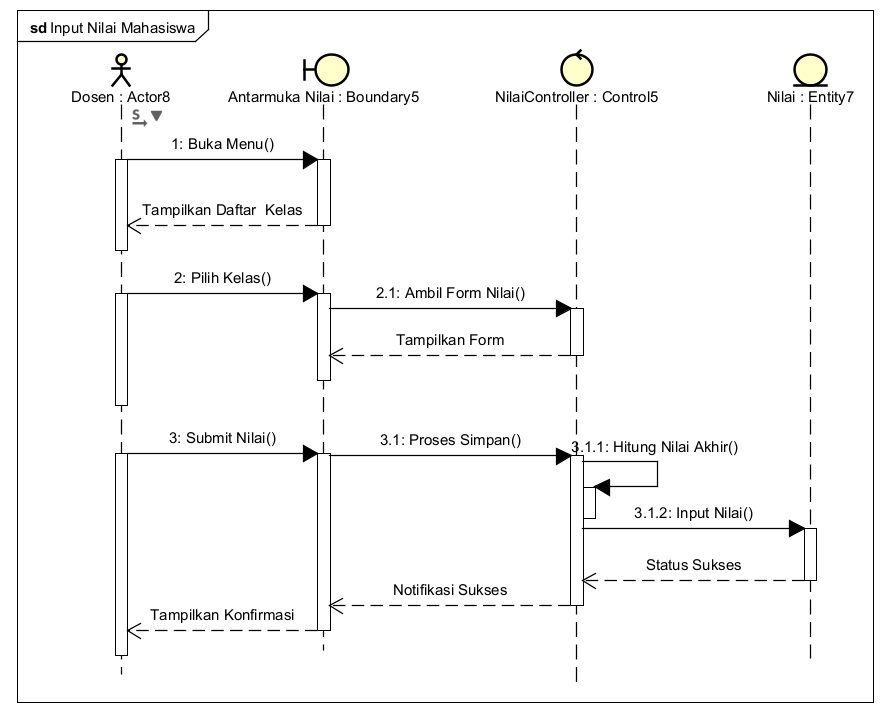 sd Input Nilai Mahasiswa
Dosen : Actor8
Antarmuka Nilai : Boundary5
NilaiController : Control5
Nilai : Entity7
S
1: Buka Menu()
Tampilkan Daftar  Kelas
2: Pilih Kelas()
2.1: Ambil Form Nilai()
Tampilkan Form
3: Submit Nilai()
3.1: Proses Simpan()
3.1.1: Hitung Nilai Akhir()
3.1.2: Input Nilai()
Status Sukses
Notifikasi Sukses
Tampilkan Konfirmasi